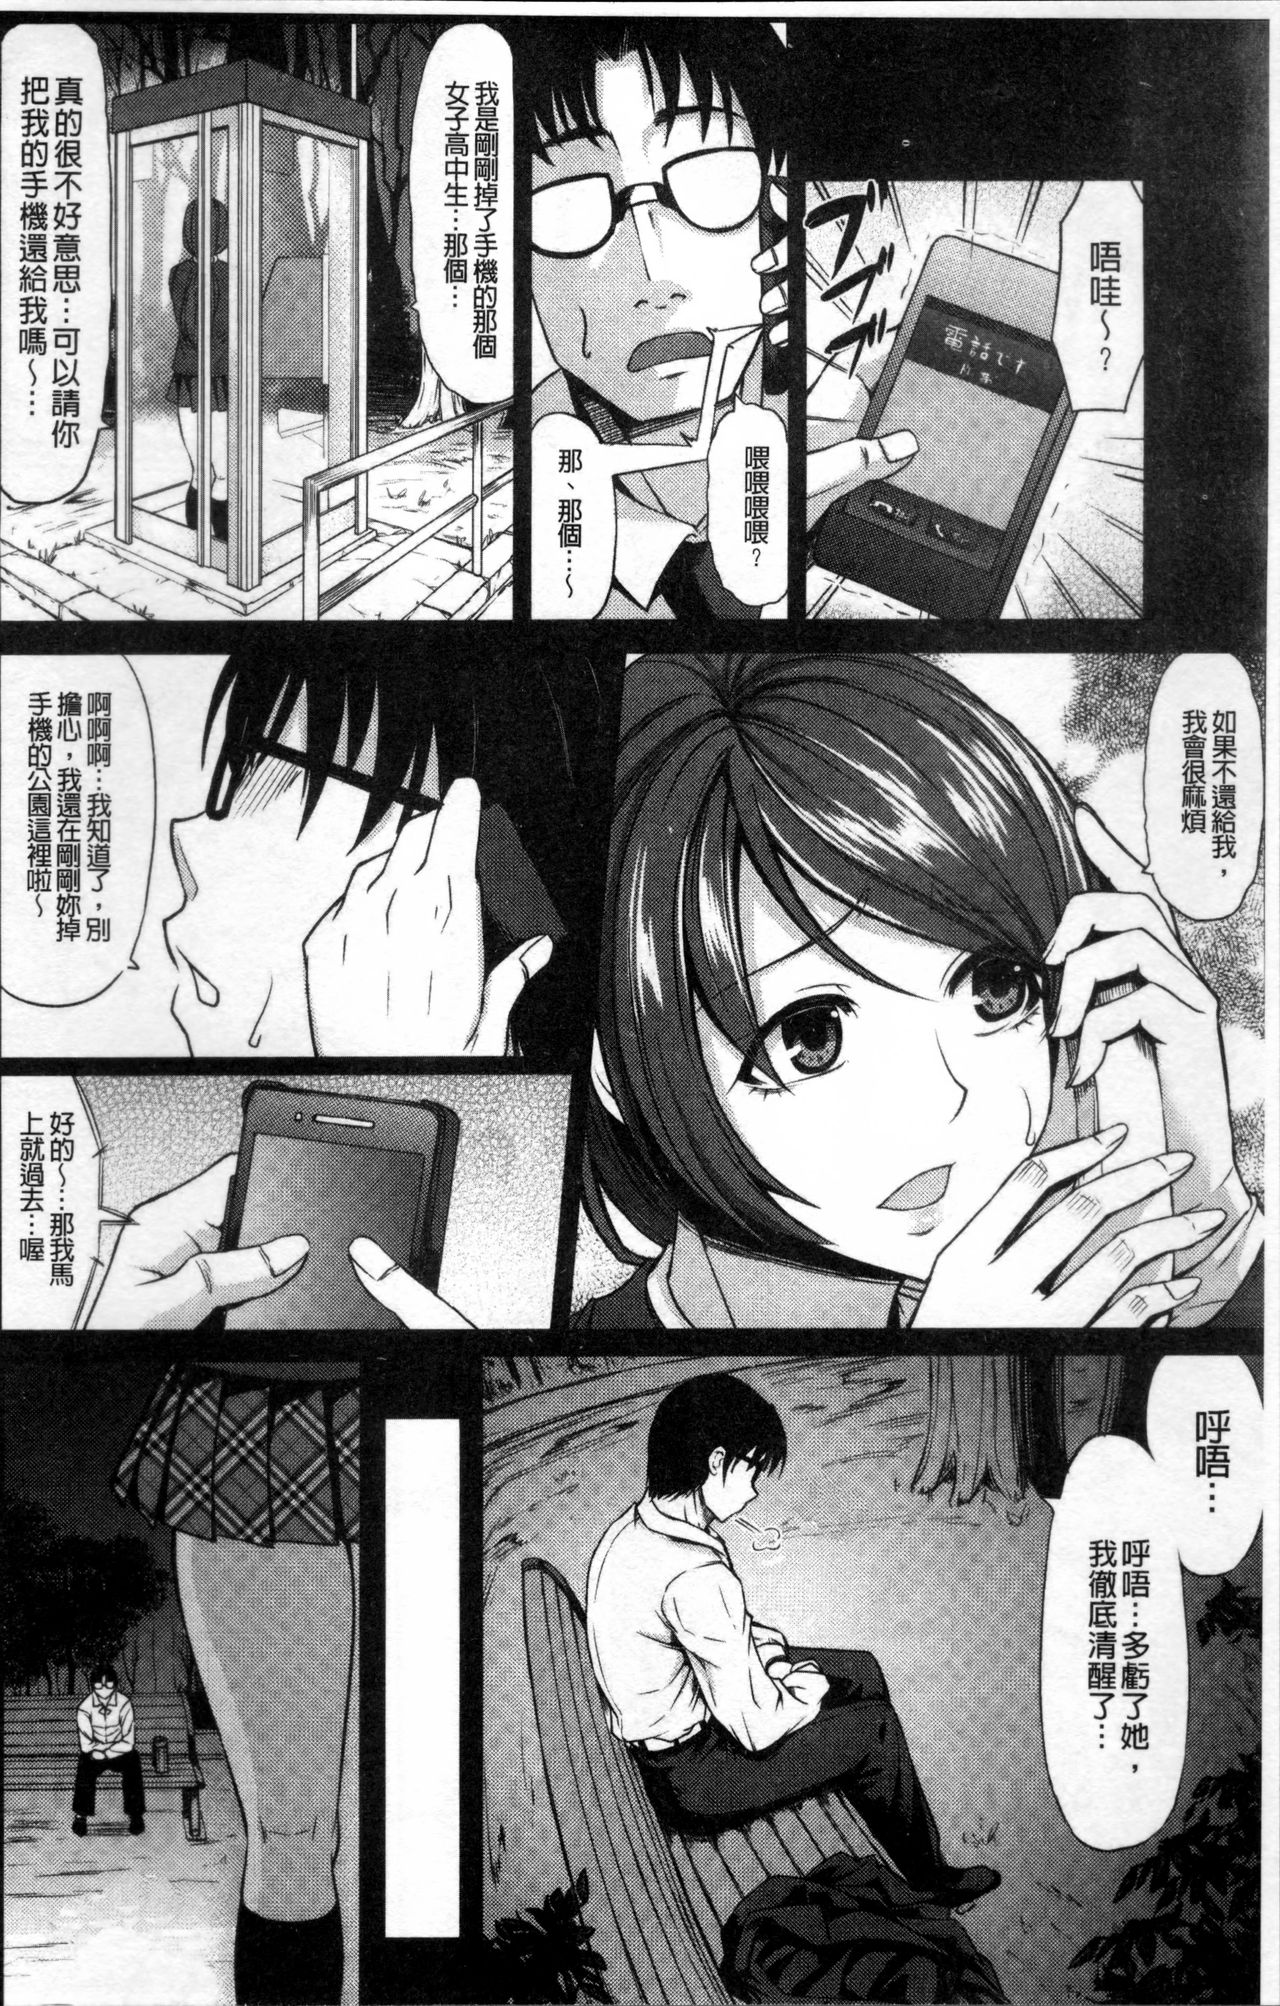 唔哇～?
ブブブ
電話です
喂喂喂喂?
那、那個…～
我是剛剛掉了手機的那個
女子高中生…那個…
真的很不好意思…可以請你
把我的手機還給我嗎～…
如果不還給我，
我會很麻煩
啊啊啊…我知道了，別
擔心，我還在剛剛妳掉
手機的公園這裡啦～
好的～…那我馬
上就過去…喔
呼唔…
呼唔…多虧了她，
我徹底清醒了…